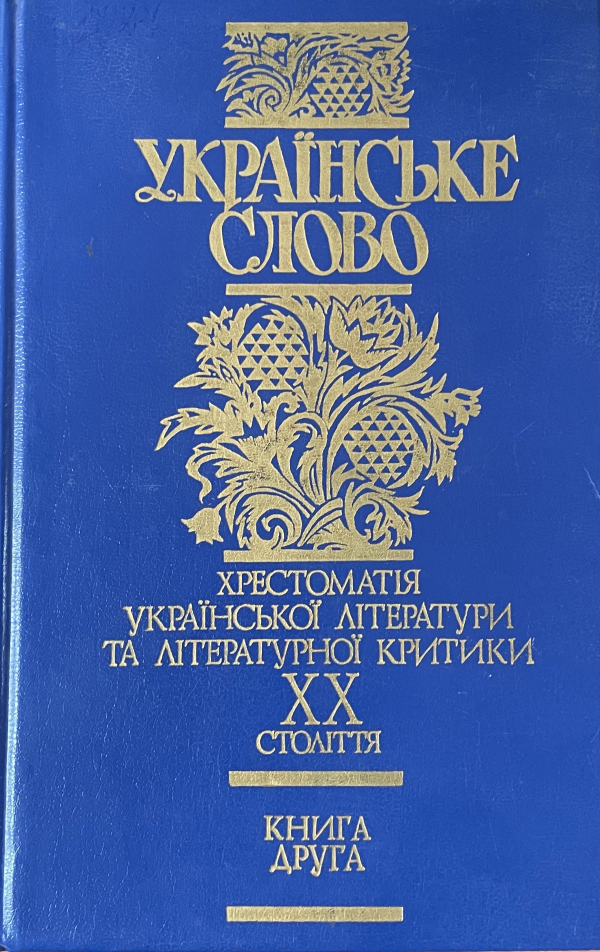 УКРАЇНСЬКЕ
СЛОВО
ХРЕСТОМАТІЯ
УКРАЇНСЬКОЇ ЛІТЕРАТУРИ
ТА ЛІТЕРАТУРНОЇ КРИТИКИ
XX
СТОЛІТТЯ
КНИГА
ДРУГА